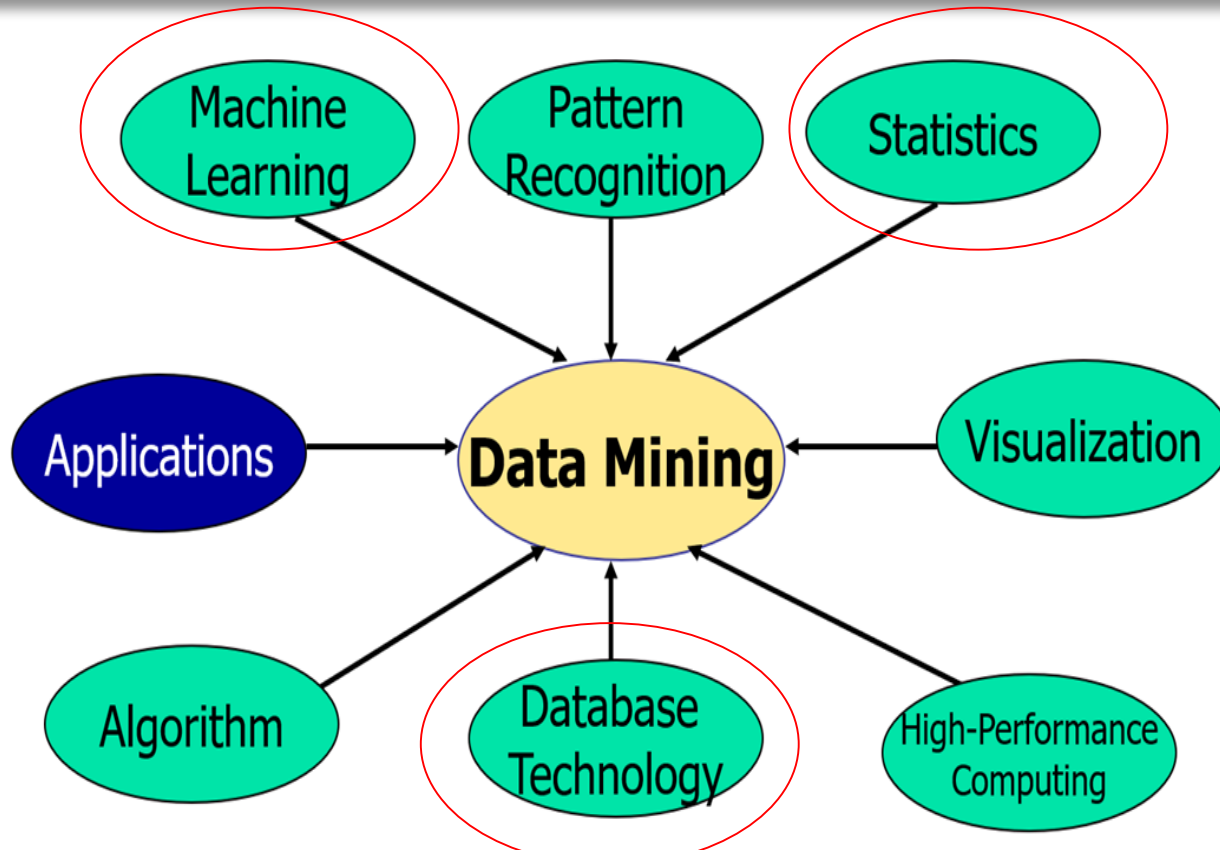 Machine
Learning
Pattern
Recognition
Statistics
Applications
Data Mining
Visualization
Algorithm
Database
Technology
High-Performance
Computing